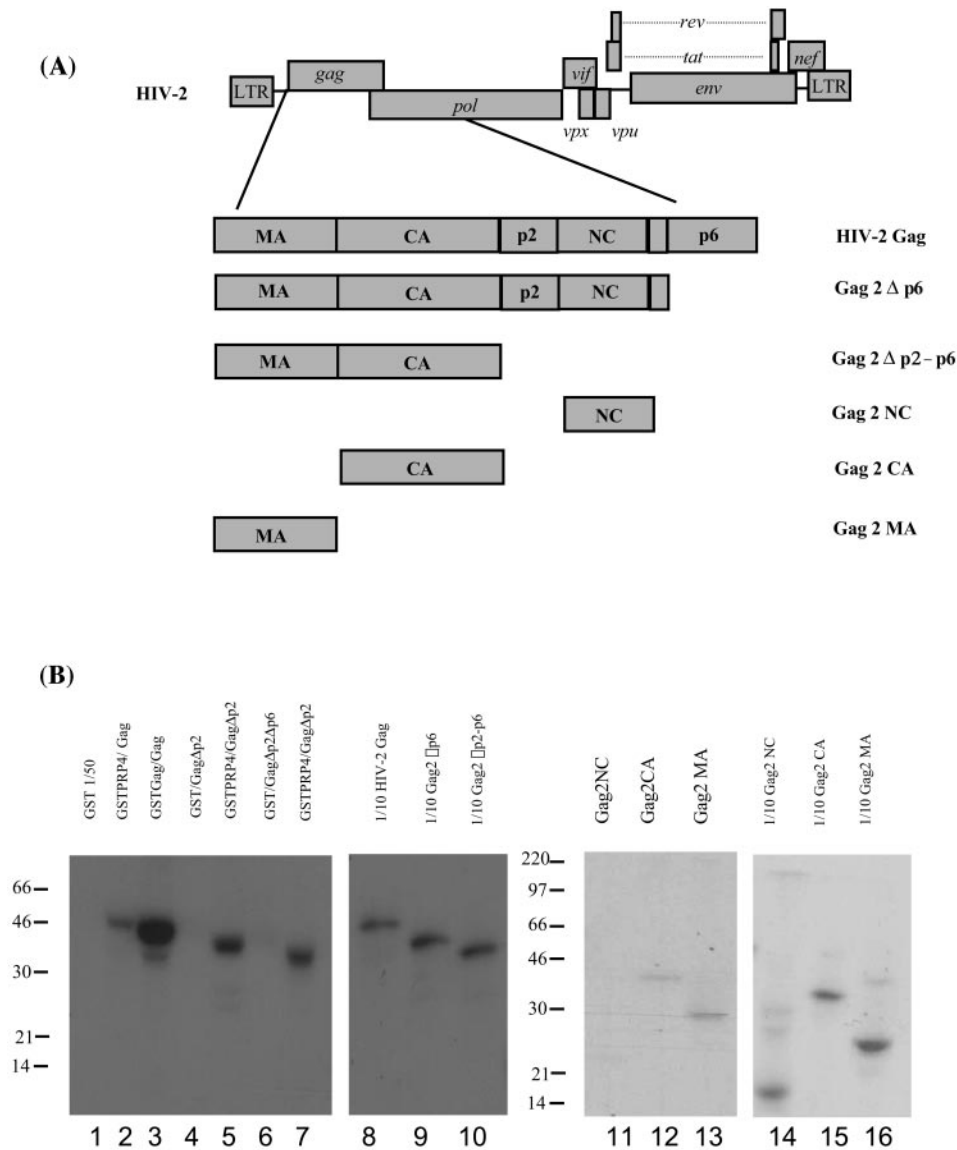 (A)
HIV-2
LTR
gag
pol
vif
vpx
vpu
rev
tat
env
nef
LTR
MA CA p2 NC p6 HIV-2 Gag
MA CA p2 NC Gag 2 Δ p6
MA CA Gag 2 Δ p2 – p6
NC Gag 2 NC
CA Gag 2 CA
MA Gag 2 MA
(B)
GST 1/50
GSTPRP4/ Gag
GSTGag/Gag
GST/GagΔp2
GSTPRP4/GagΔp2
GST/GagΔp2Δp6
GSTPRP4/GagΔp2
1/10 HIV-2 Gag
1/10 Gag2 □p6
1/10 Gag2 □p2-p6
Gag2NC
Gag2CA
Gag2 MA
1/10 Gag2 NC
1/10 Gag2 CA
1/10 Gag2 MA
66
46
30
21
14
220
97
66
46
30
21
14
1 2 3 4 5 6 7 8 9 10 11 12 13 14 15 16